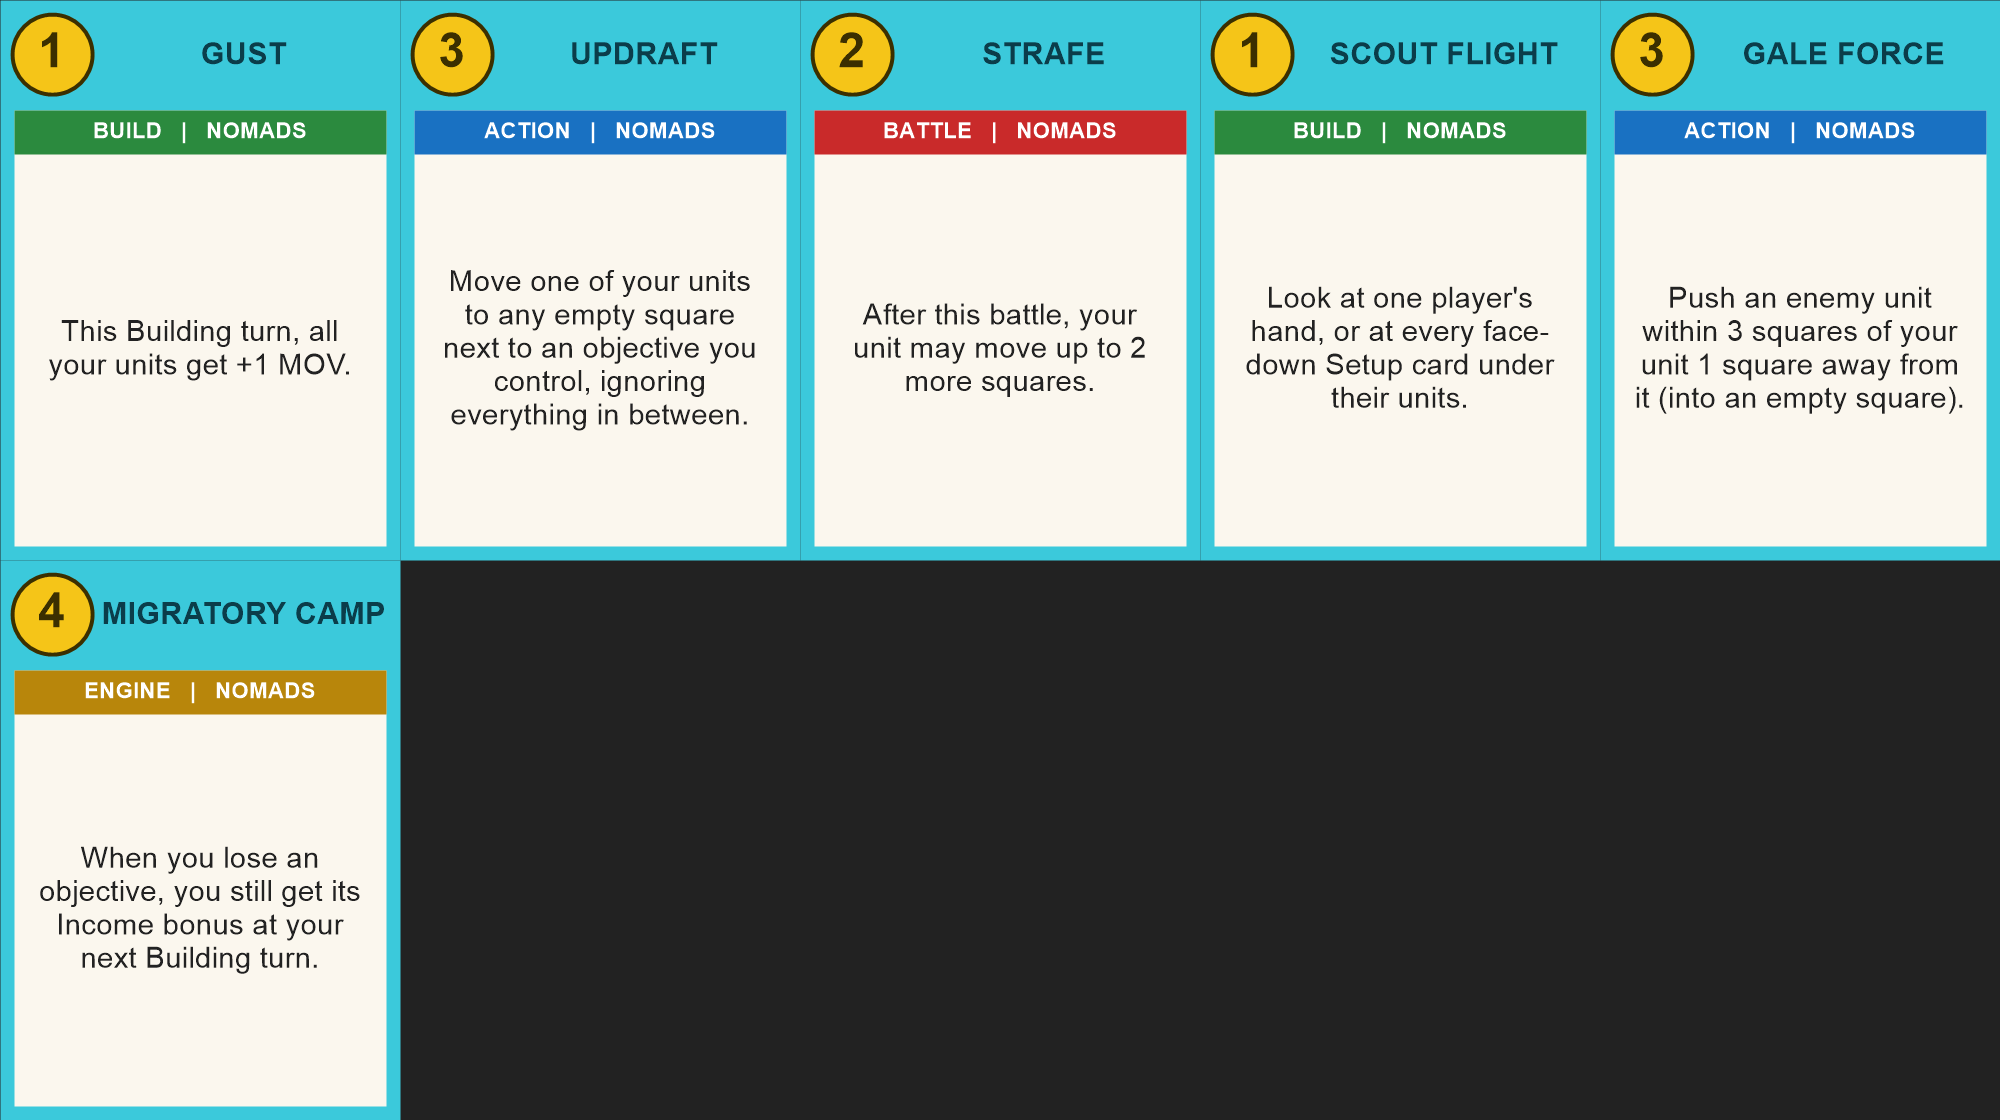 1 GUST
BUILD | NOMADS
This Building turn, all
your units get +1 MOV.
3 UPDRAFT
ACTION | NOMADS
Move one of your units
to any empty square
next to an objective you
control, ignoring
everything in between.
2 STRAFE
BATTLE | NOMADS
After this battle, your
unit may move up to 2
more squares.
1 SCOUT FLIGHT
BUILD | NOMADS
Look at one player's
hand, or at every face-
down Setup card under
their units.
3 GALE FORCE
ACTION | NOMADS
Push an enemy unit
within 3 squares of your
unit 1 square away from
it (into an empty square).
4 MIGRATORY CAMP
ENGINE | NOMADS
When you lose an
objective, you still get its
Income bonus at your
next Building turn.